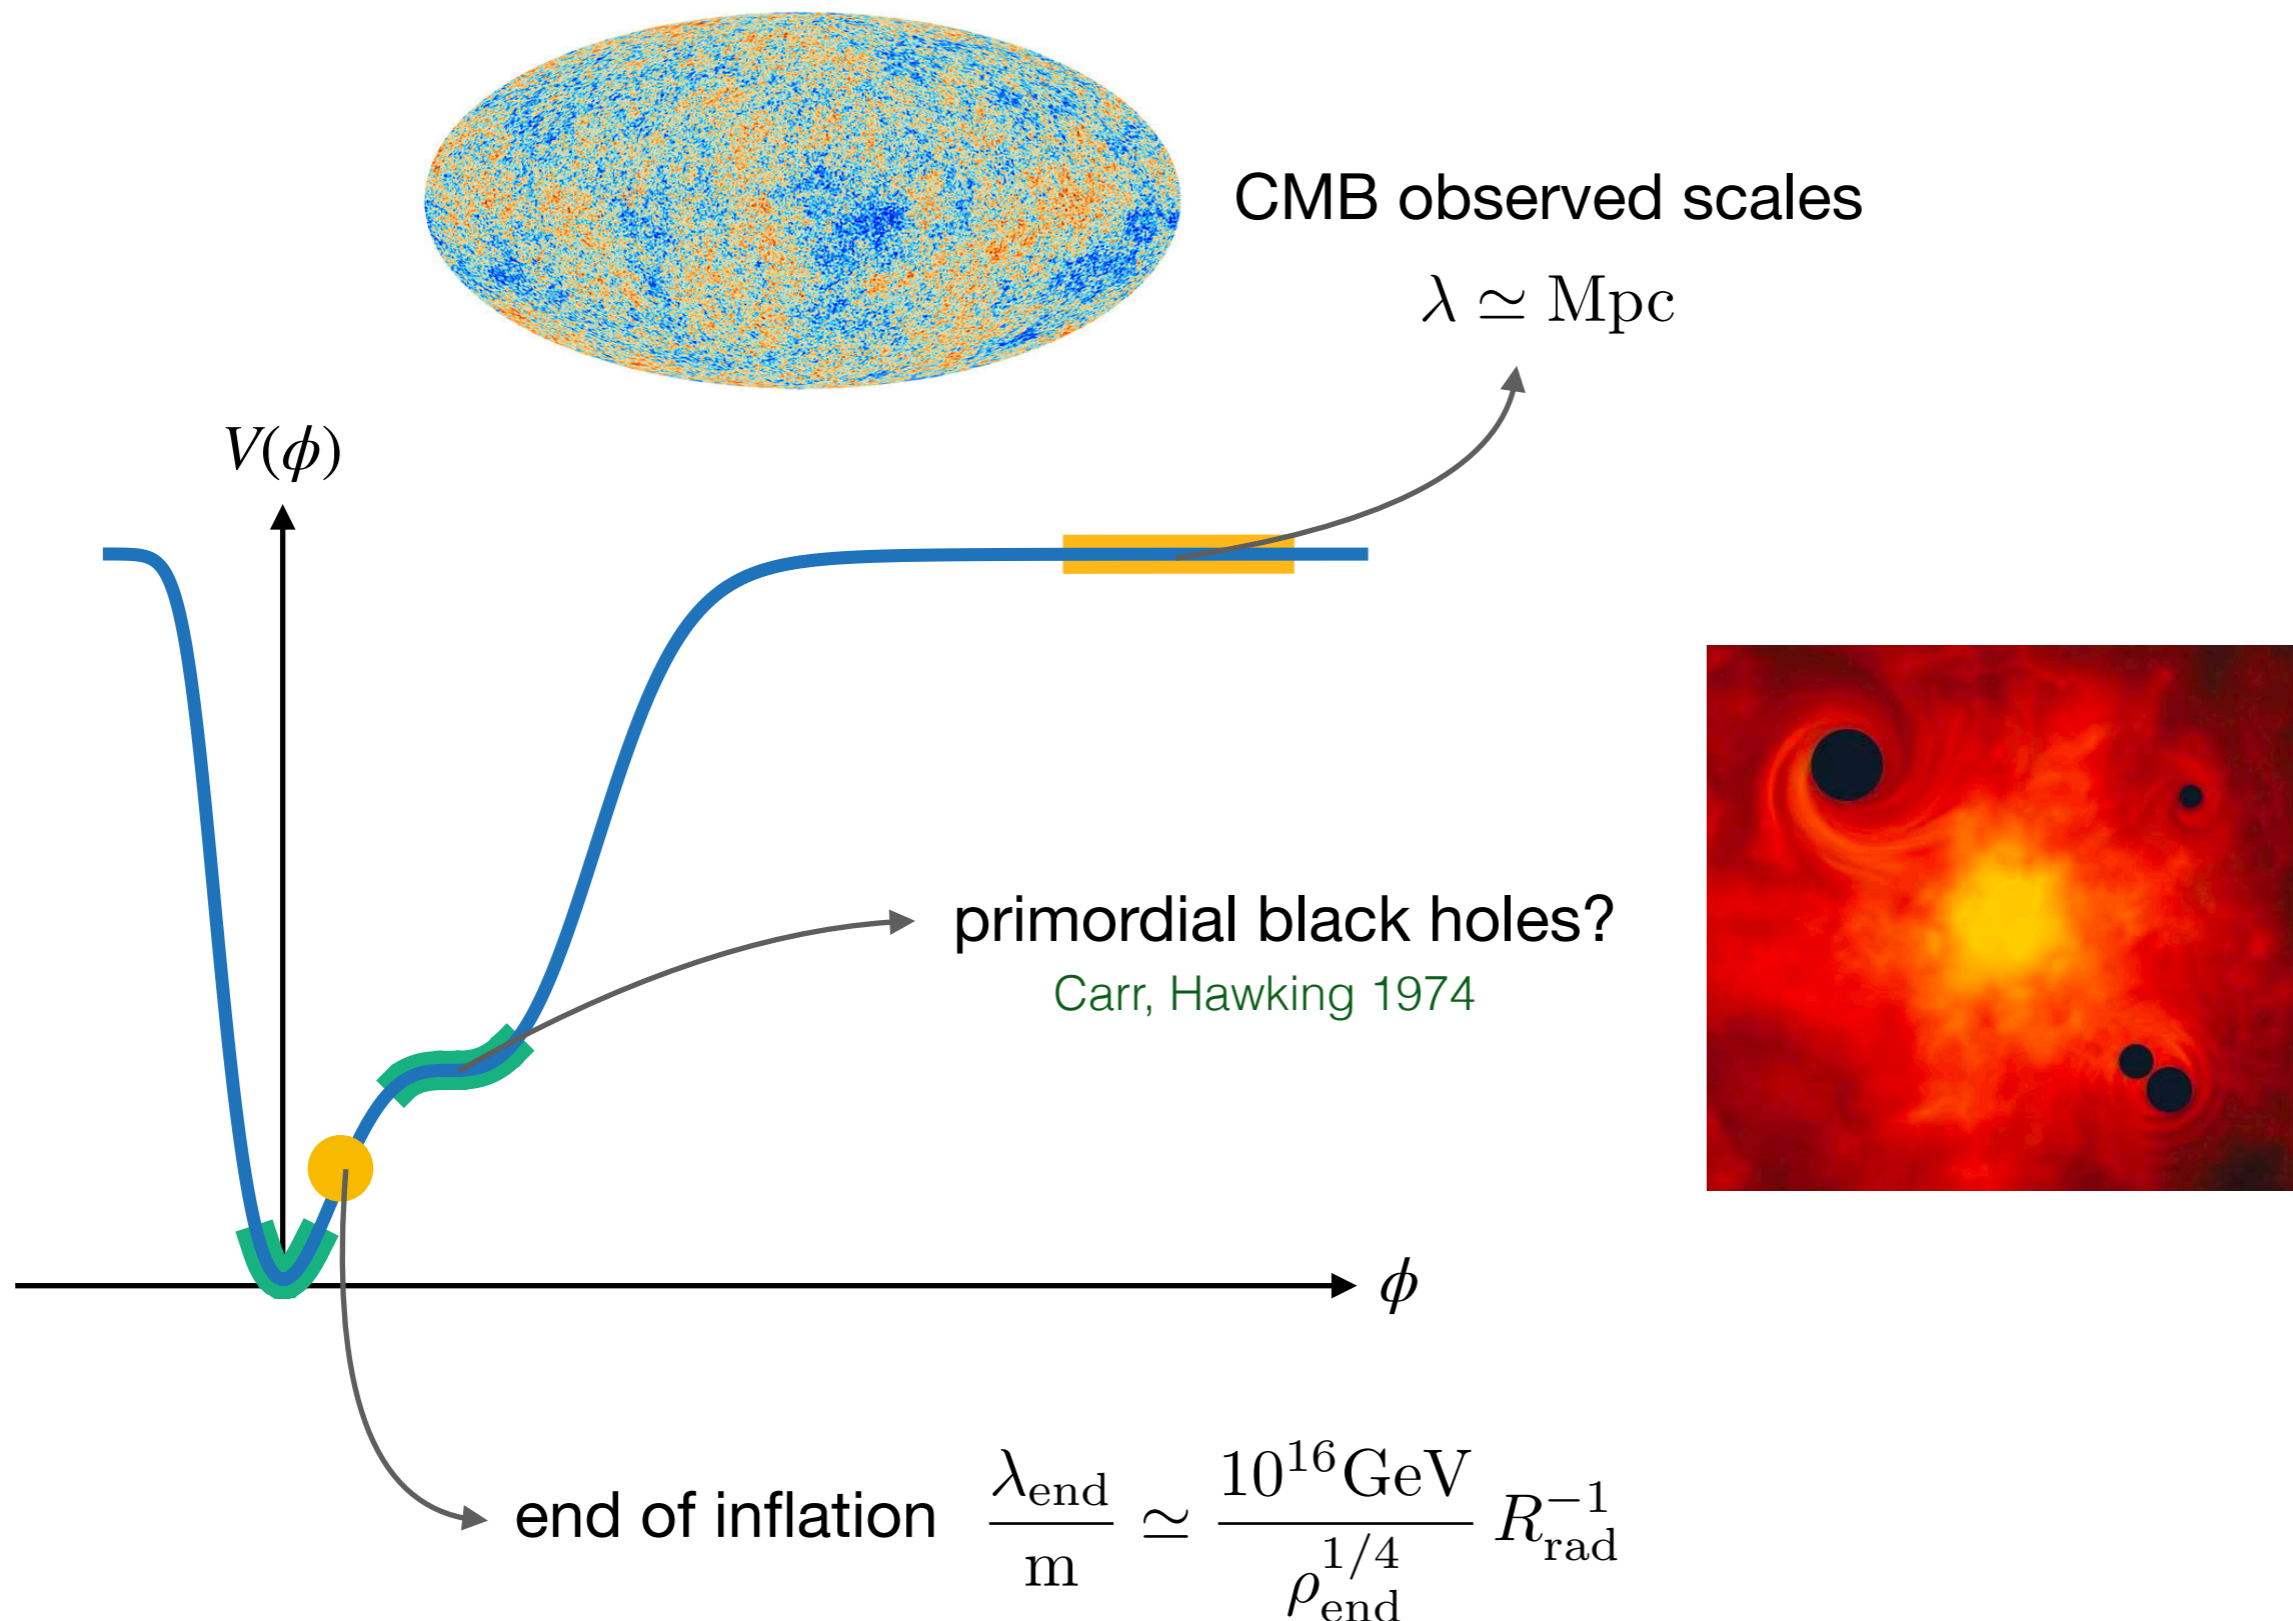 CMB observed scales
λ ≃ Mpc
V(ϕ)
primordial black holes?
Carr, Hawking 1974
ϕ
end of inflation λ_end/m ≃ 10^16 GeV/ρ_end^1/4 R_rad^−1